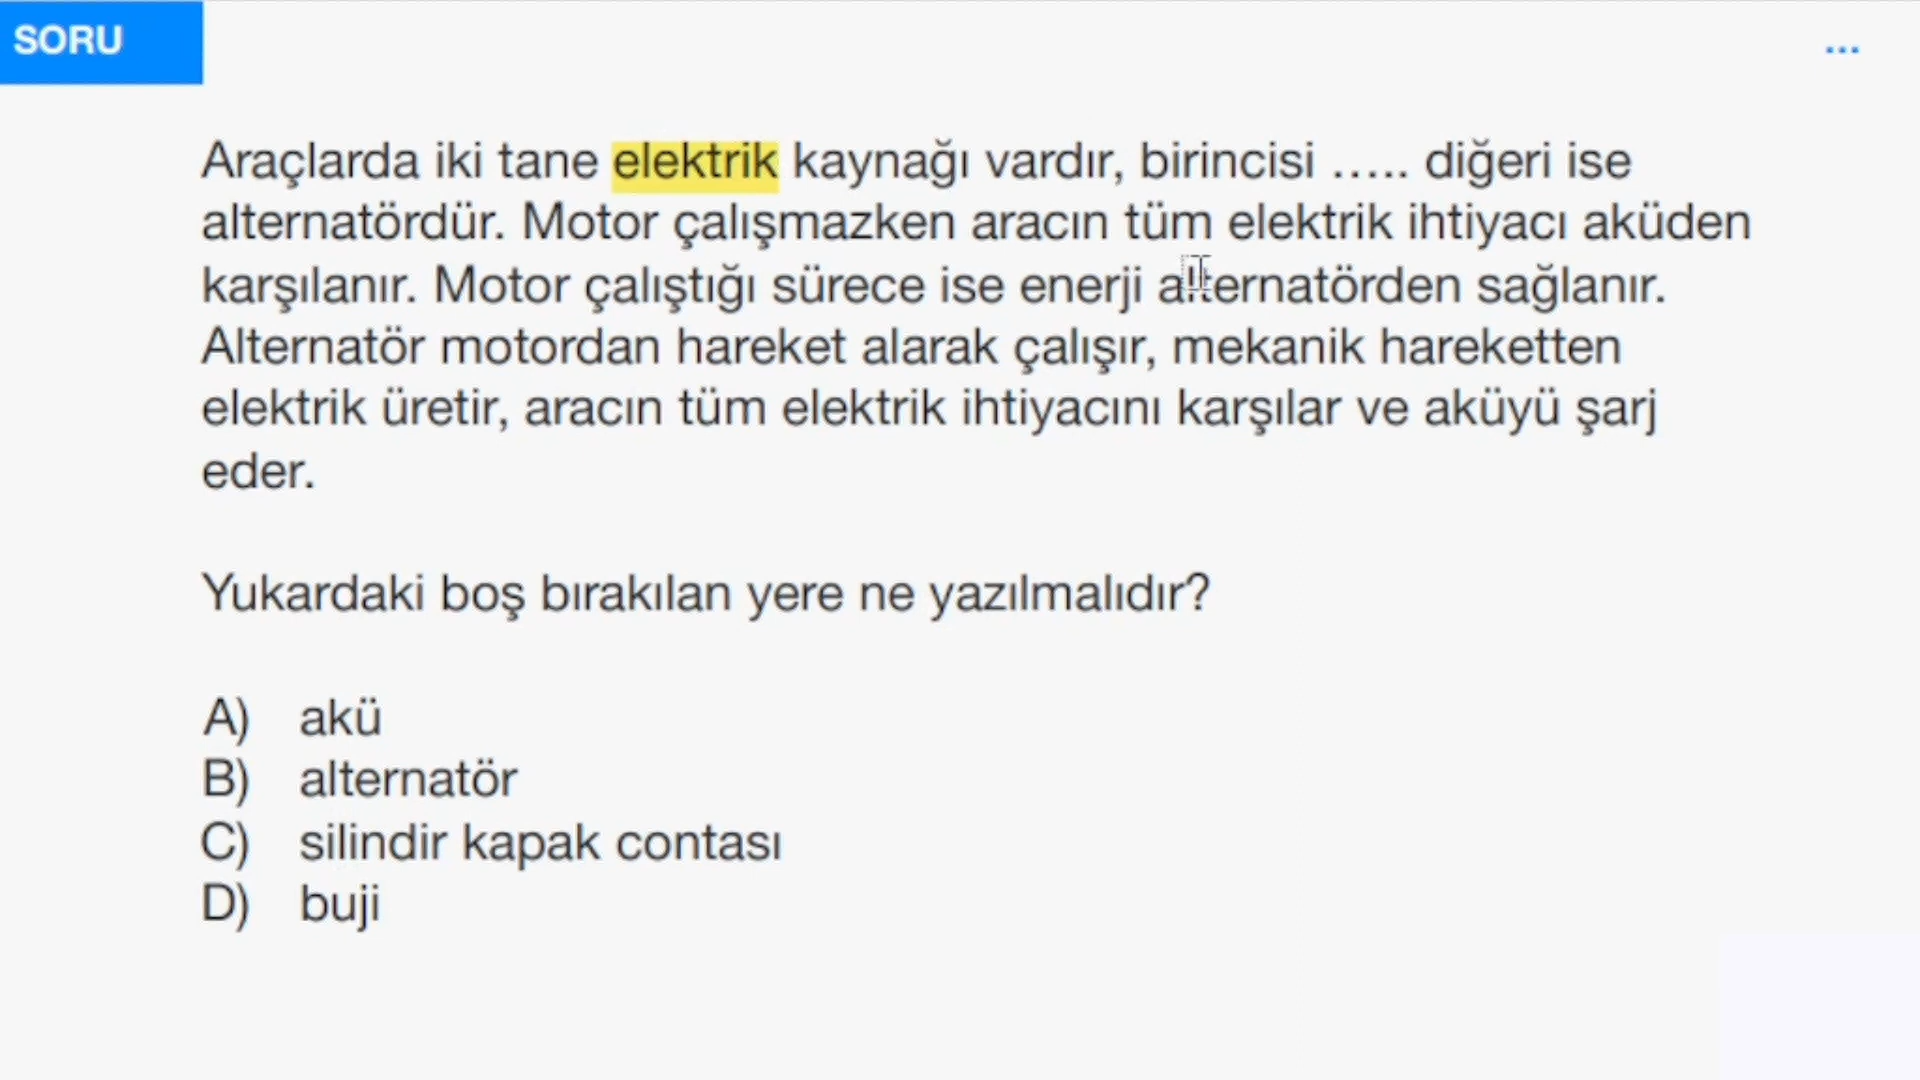 SORU
...
Araçlarda iki tane elektrik kaynağı vardır, birincisi ..... diğeri ise
alternatördür. Motor çalışmazken aracın tüm elektrik ihtiyacı aküden
karşılanır. Motor çalıştığı sürece ise enerji alternatörden sağlanır.
Alternatör motordan hareket alarak çalışır, mekanik hareketten
elektrik üretir, aracın tüm elektrik ihtiyacını karşılar ve aküyü şarj
eder.
Yukardaki boş bırakılan yere ne yazılmalıdır?
A) akü
B) alternatör
C) silindir kapak contası
D) buji